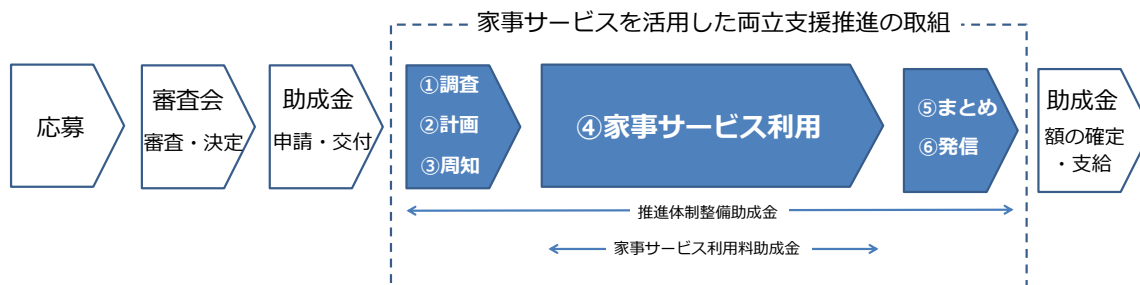 家事サービスを活用した両立支援推進の取組
応募
審査会
審査・決定
助成金
申請・交付
①調査
②計画
③周知
④家事サービス利用
⑤まとめ
⑥発信
助成金
額の確定
・支給
推進体制整備助成金
家事サービス利用料助成金